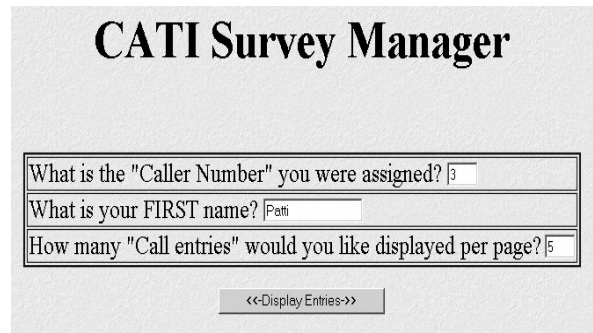 CATI Survey Manager
What is the "Caller Number" you were assigned? 3
What is your FIRST name? Patti
How many "Call entries" would you like displayed per page? 5
<<-Display Entries->>